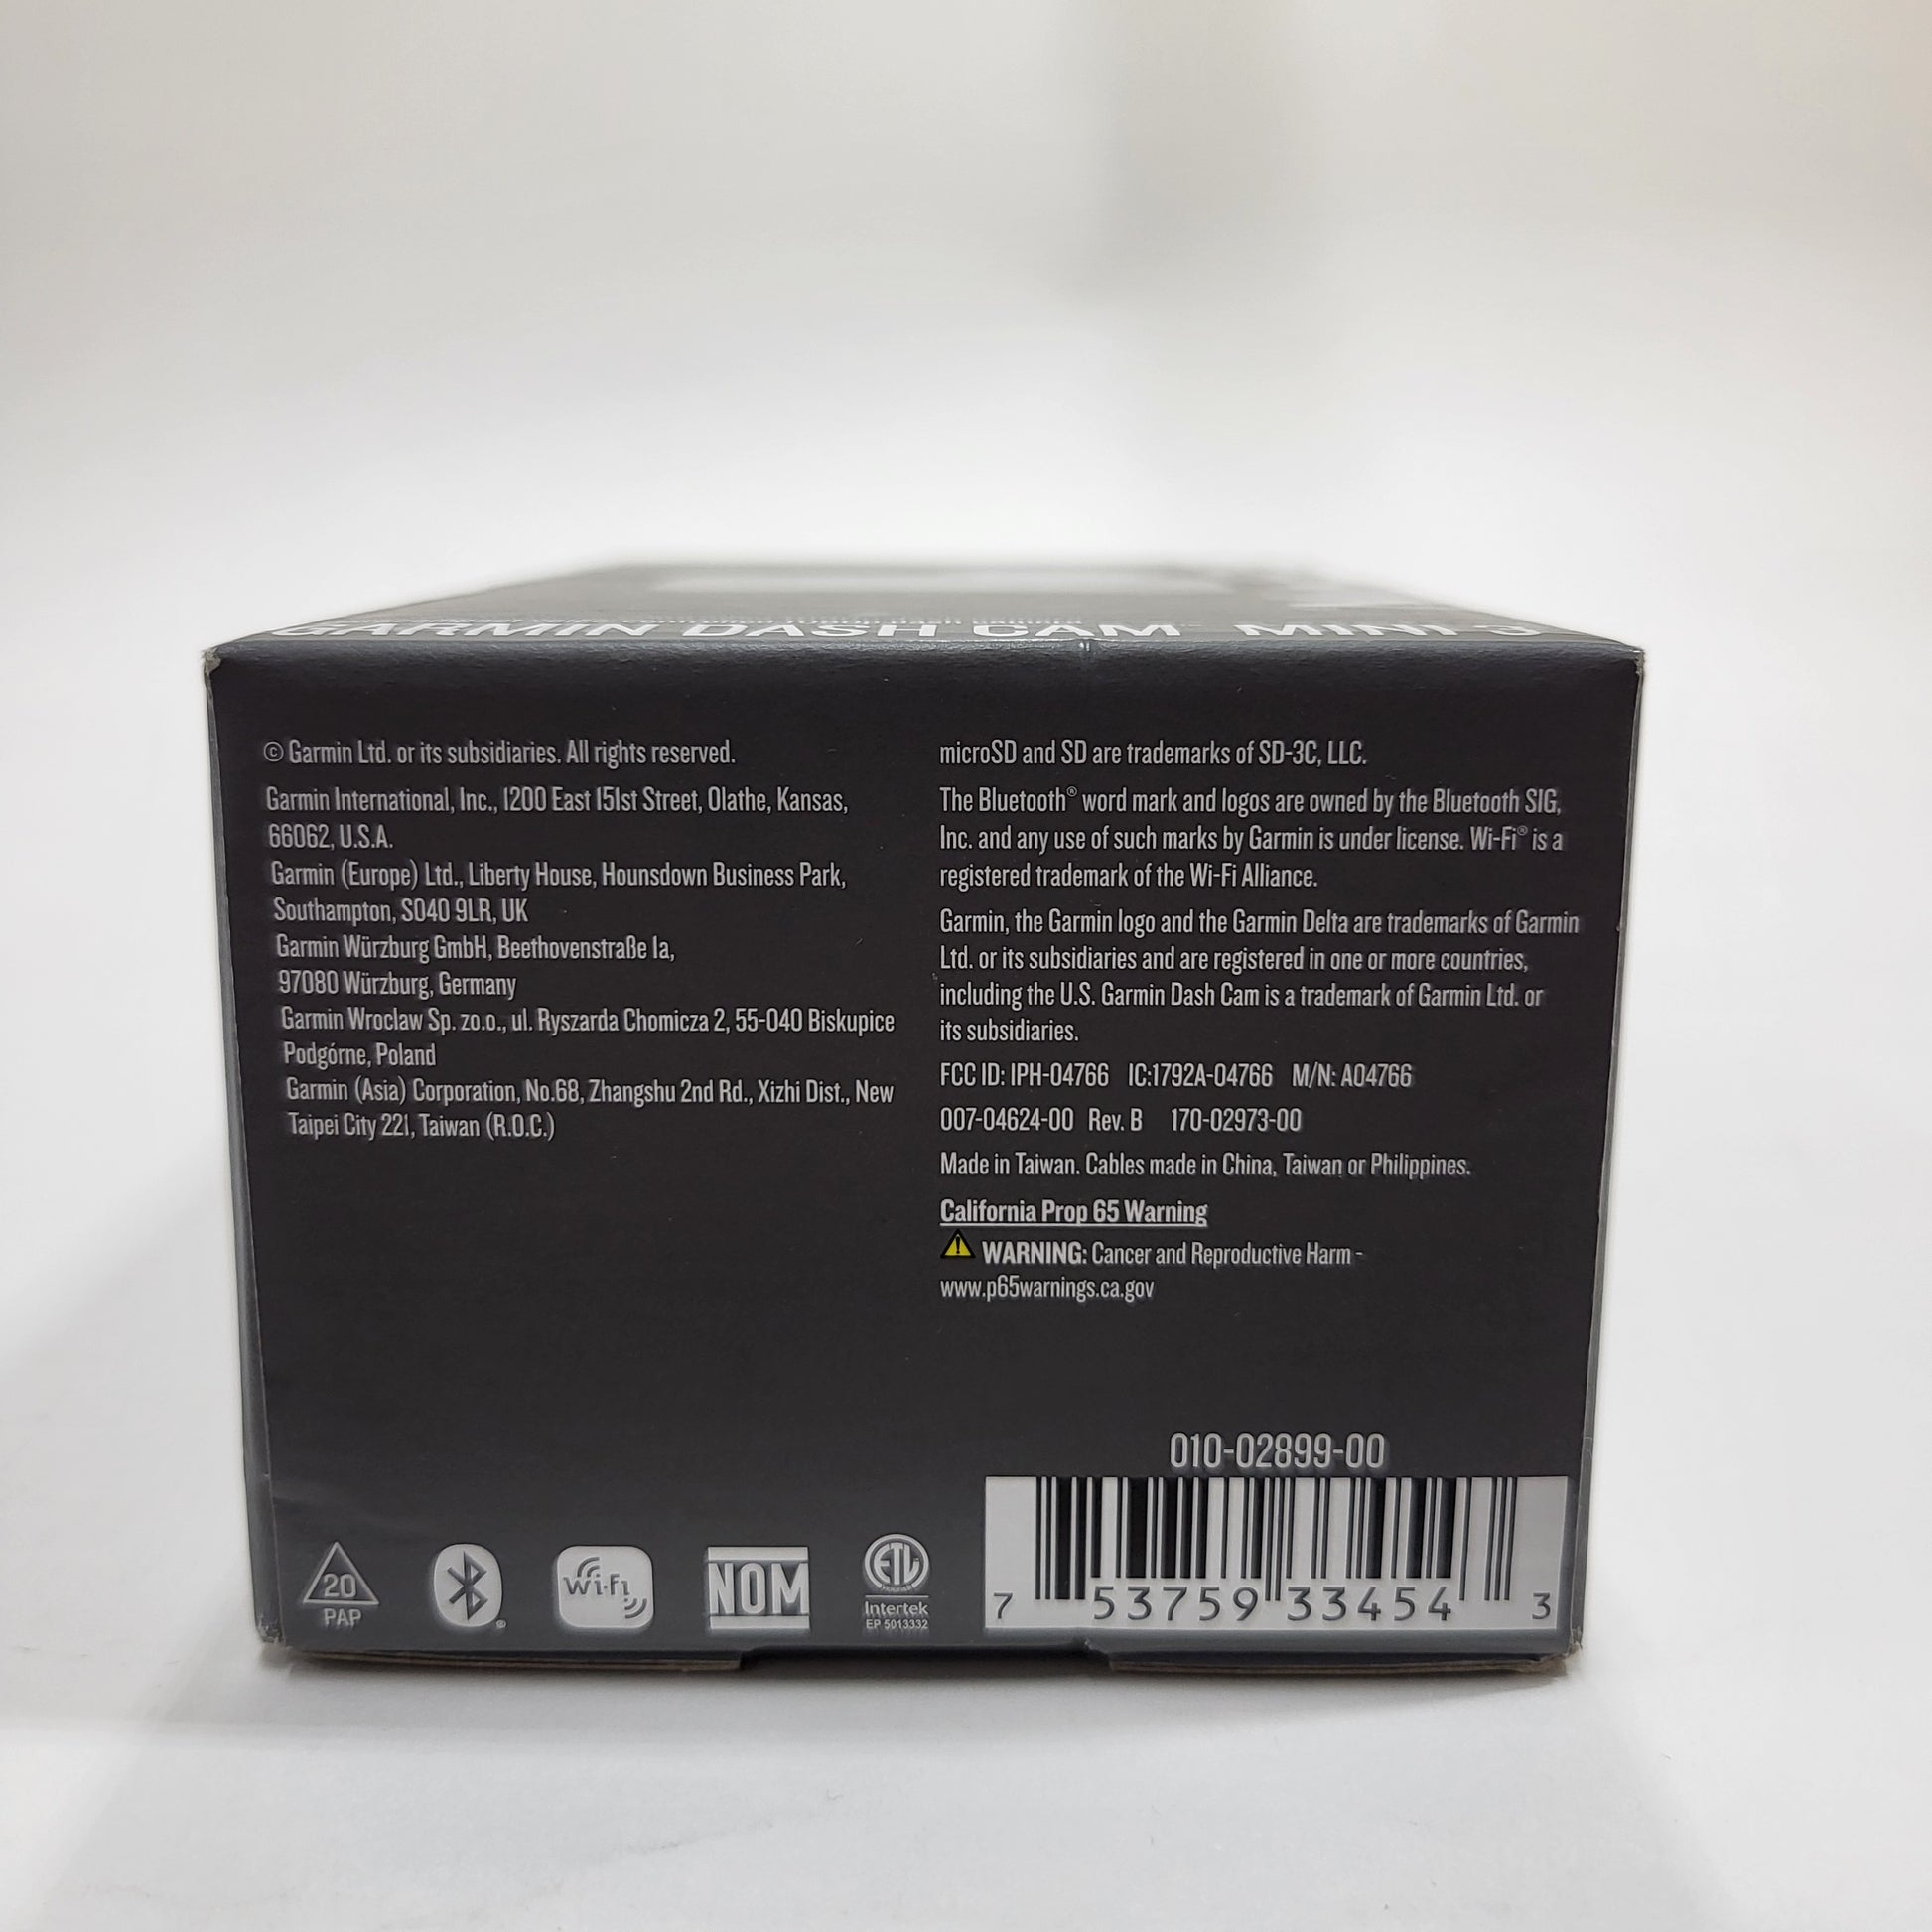 GARMIN DASH CAM™ MINI 3
© Garmin Ltd. or its subsidiaries. All rights reserved.
Garmin International, Inc., 1200 East 151st Street, Olathe, Kansas,
66062, U.S.A.
Garmin (Europe) Ltd., Liberty House, Hounsdown Business Park,
Southampton, SO40 9LR, UK
Garmin Würzburg GmbH, Beethovenstraße 1a,
97080 Würzburg, Germany
Garmin Wroclaw Sp. zo.o., ul. Ryszarda Chomicza 2, 55-040 Biskupice
Podgórne, Poland
Garmin (Asia) Corporation, No.68, Zhangshu 2nd Rd., Xizhi Dist., New
Taipei City 221, Taiwan (R.O.C.)
microSD and SD are trademarks of SD-3C, LLC.
The Bluetooth® word mark and logos are owned by the Bluetooth SIG,
Inc. and any use of such marks by Garmin is under license. Wi-Fi® is a
registered trademark of the Wi-Fi Alliance.
Garmin, the Garmin logo and the Garmin Delta are trademarks of Garmin
Ltd. or its subsidiaries and are registered in one or more countries,
including the U.S. Garmin Dash Cam is a trademark of Garmin Ltd. or
its subsidiaries.
FCC ID: IPH-04766 IC:1792A-04766 M/N: A04766
007-04624-00 Rev. B 170-02973-00
Made in Taiwan. Cables made in China, Taiwan or Philippines.
California Prop 65 Warning
WARNING: Cancer and Reproductive Harm -
www.p65warnings.ca.gov
010-02899-00
7 53759 33454 3
20
PAP
Wi-Fi
NOM
ETL
Intertek
EP 5013332